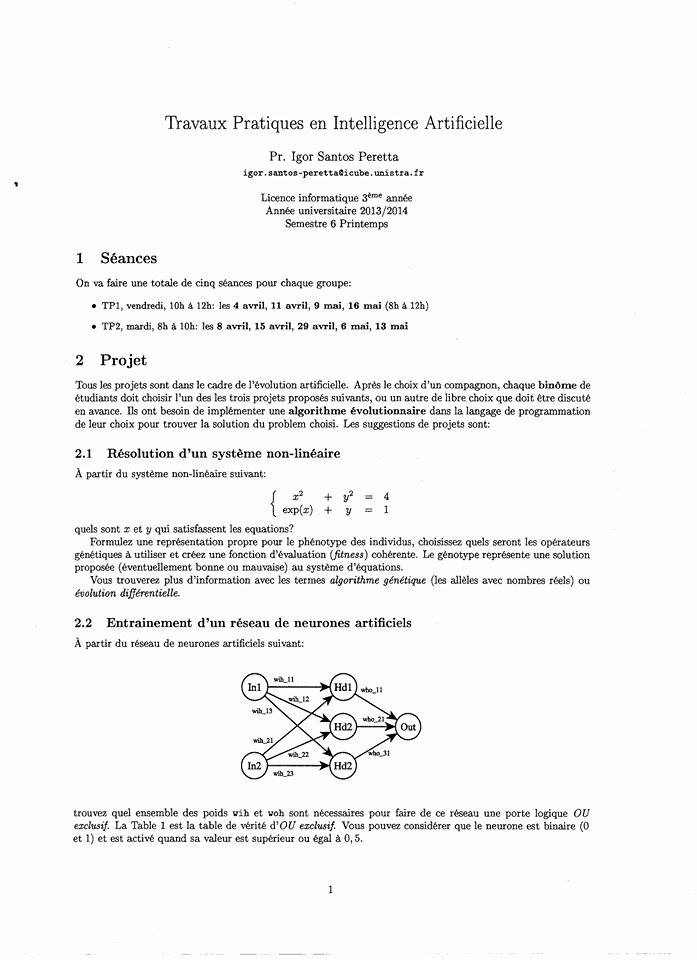 Travaux Pratiques en Intelligence Artificielle
Pr. Igor Santos Peretta
igor.santos-peretta@icube.unistra.fr
Licence informatique 3ème année
Année universitaire 2013/2014
Semestre 6 Printemps
1 Séances
On va faire une totale de cinq séances pour chaque groupe:
• TP1, vendredi, 10h à 12h: les 4 avril, 11 avril, 9 mai, 16 mai (8h à 12h)
• TP2, mardi, 8h à 10h: les 8 avril, 15 avril, 29 avril, 6 mai, 13 mai
2 Projet
Tous les projets sont dans le cadre de l'évolution artificielle. Après le choix d'un compagnon, chaque binôme de
étudiants doit choisir l'un des les trois projets proposés suivants, ou un autre de libre choix que doit être discuté
en avance. Ils ont besoin de implémenter une algorithme évolutionnaire dans la langage de programmation
de leur choix pour trouver la solution du problem choisi. Les suggestions de projets sont:
2.1 Résolution d'un système non-linéaire
À partir du système non-linéaire suivant:
x² + y² = 4
exp(x) + y = 1
quels sont x et y qui satisfassent les equations?
Formulez une représentation propre pour le phénotype des individus, choisissez quels seront les opérateurs
génétiques à utiliser et créez une fonction d'évaluation (fitness) cohérente. Le génotype représente une solution
proposée (éventuellement bonne ou mauvaise) au système d'équations.
Vous trouverez plus d'information avec les termes algorithme génétique (les allèles avec nombres réels) ou
évolution différentielle.
2.2 Entrainement d'un réseau de neurones artificiels
À partir du réseau de neurones artificiels suivant:
In1
wih_11
Hd1
who_11
wih_12
wih_13
Hd2
who_21
Out
wih_21
wih_22
who_31
In2
wih_23
Hd2
trouvez quel ensemble des poids wih et woh sont nécessaires pour faire de ce réseau une porte logique OU
exclusif. La Table 1 est la table de vérité d'OU exclusif. Vous pouvez considérer que le neurone est binaire (0
et 1) et est activé quand sa valeur est supérieur ou égal à 0,5.
1